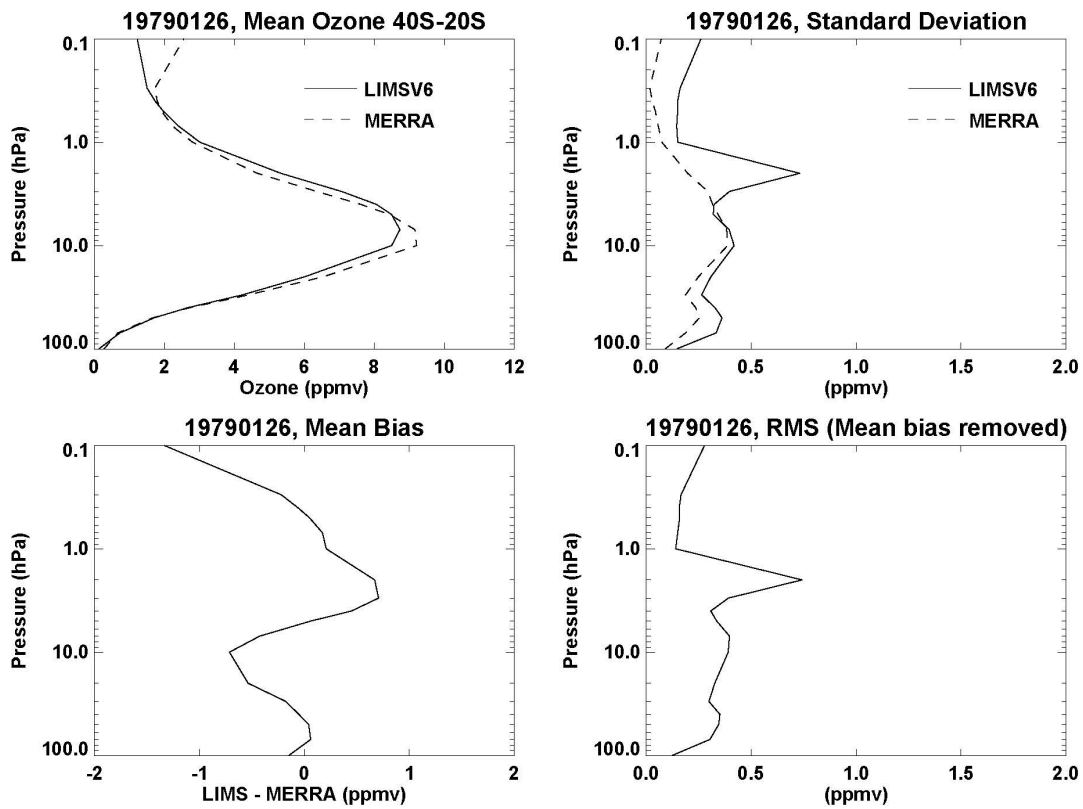 19790126, Mean Ozone 40S-20S
0.1
1.0
10.0
100.0
Pressure (hPa)
LIMSV6
MERRA
0 2 4 6 8 10 12
Ozone (ppmv)
19790126, Standard Deviation
0.1
1.0
10.0
100.0
Pressure (hPa)
LIMSV6
MERRA
0.0 0.5 1.0 1.5 2.0
(ppmv)
19790126, Mean Bias
0.1
1.0
10.0
100.0
Pressure (hPa)
-2 -1 0 1 2
LIMS - MERRA (ppmv)
19790126, RMS (Mean bias removed)
0.1
1.0
10.0
100.0
Pressure (hPa)
0.0 0.5 1.0 1.5 2.0
(ppmv)